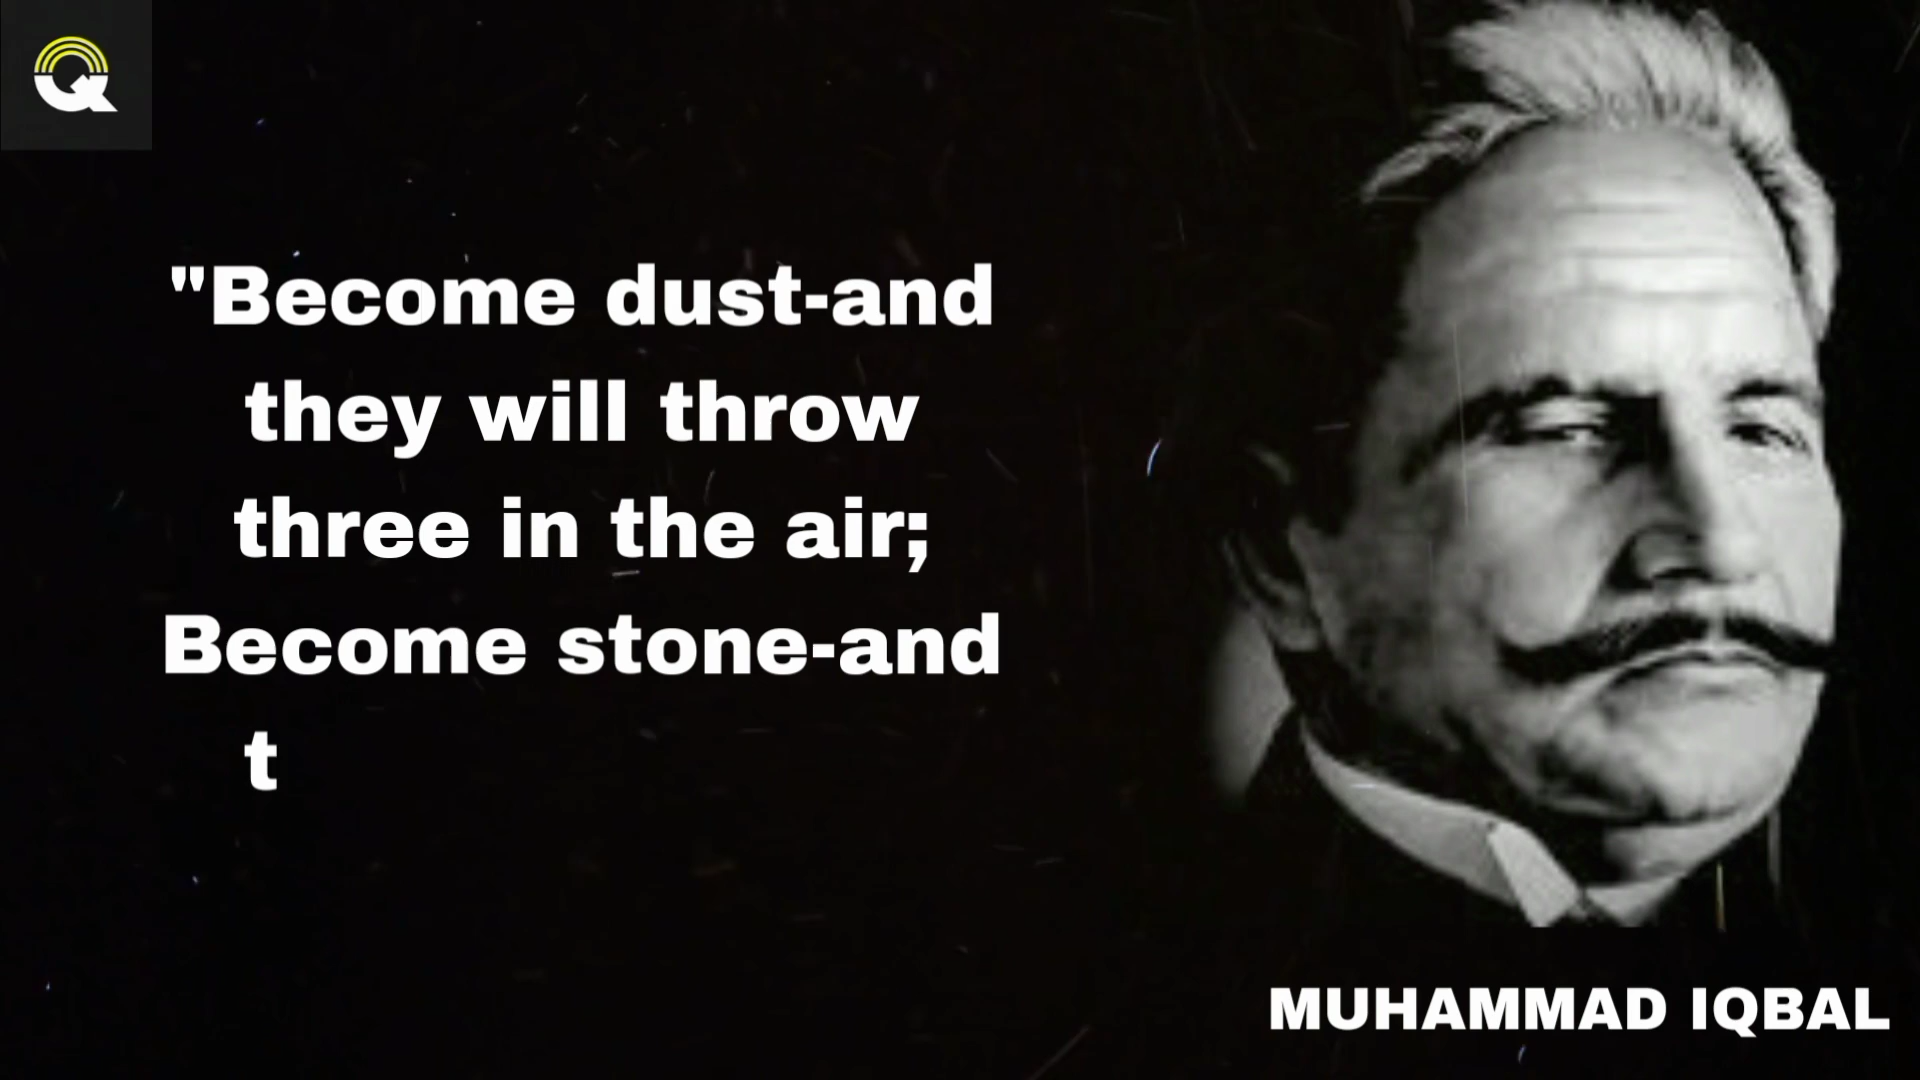 "Become dust-and
they will throw
three in the air;
Become stone-and
t
MUHAMMAD IQBAL